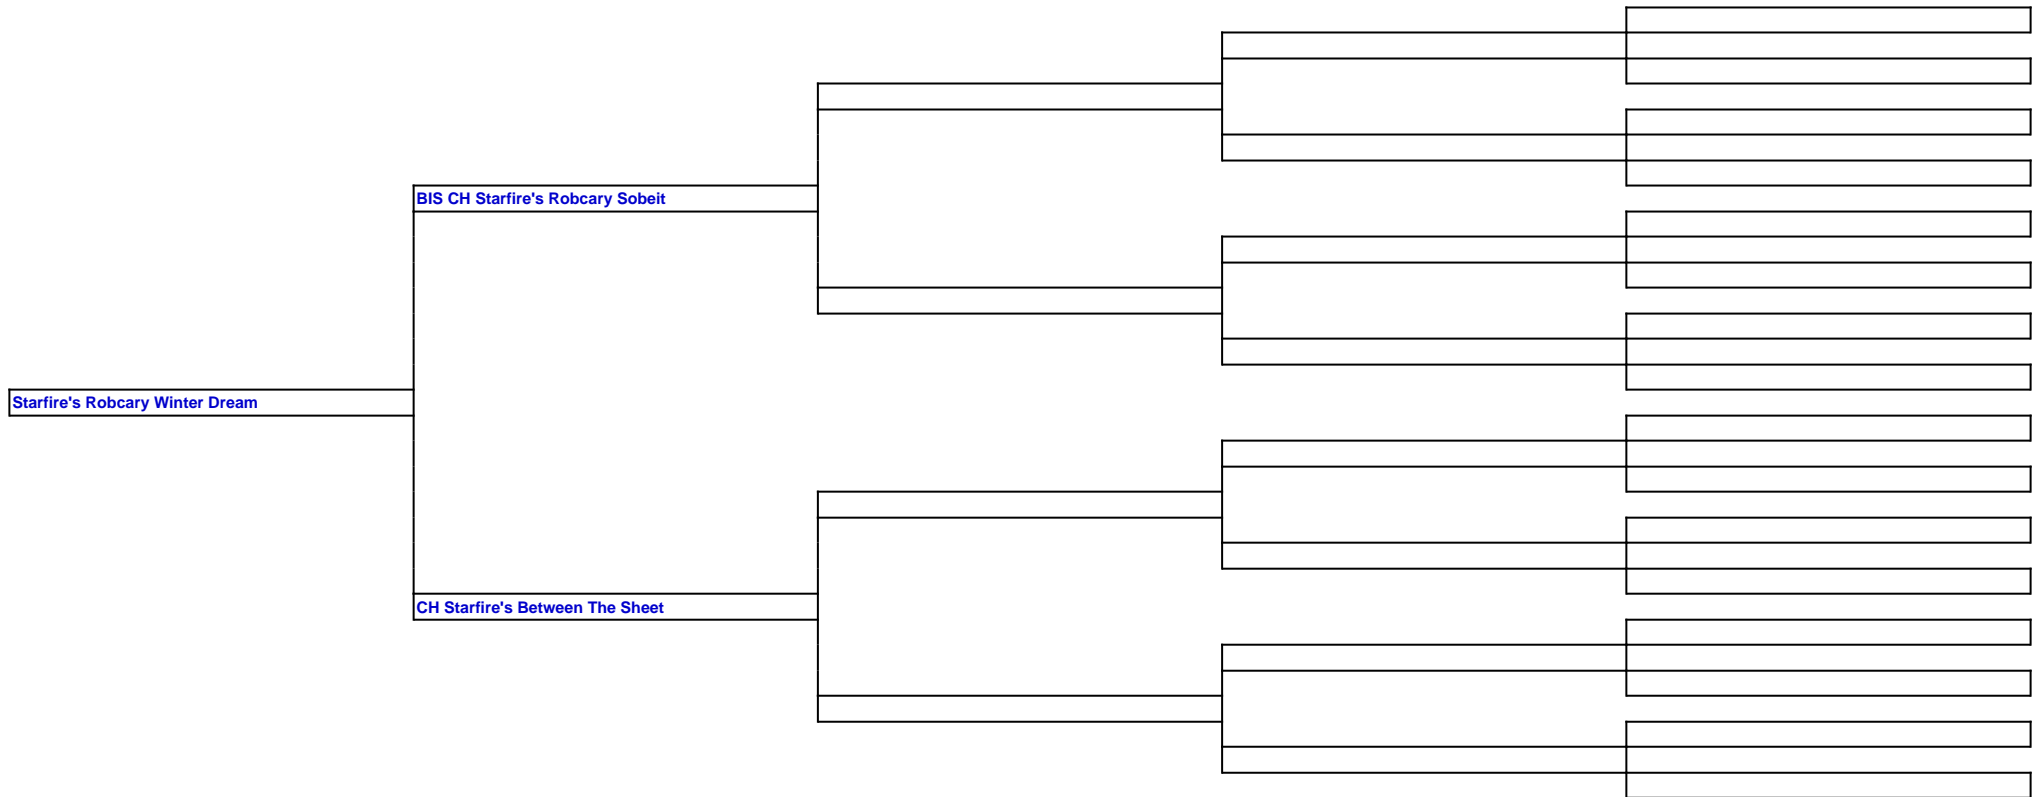 BIS CH Starfire's Robcary Sobeit
Starfire's Robcary Winter Dream
CH Starfire's Between The Sheet